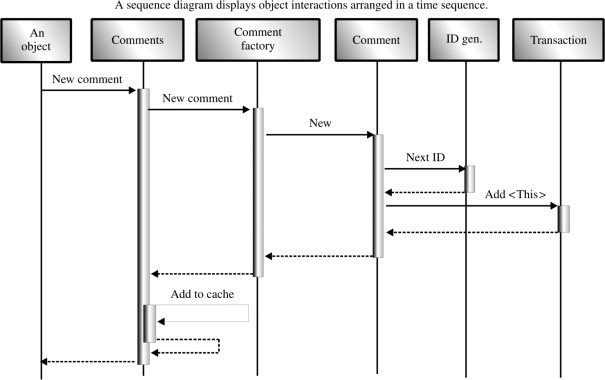 A sequence diagram displays object interactions arranged in a time sequence.
An
object
Comments
Comment
factory
Comment
ID gen.
Transaction
New comment
New comment
New
Next ID
Add <This>
Add to cache